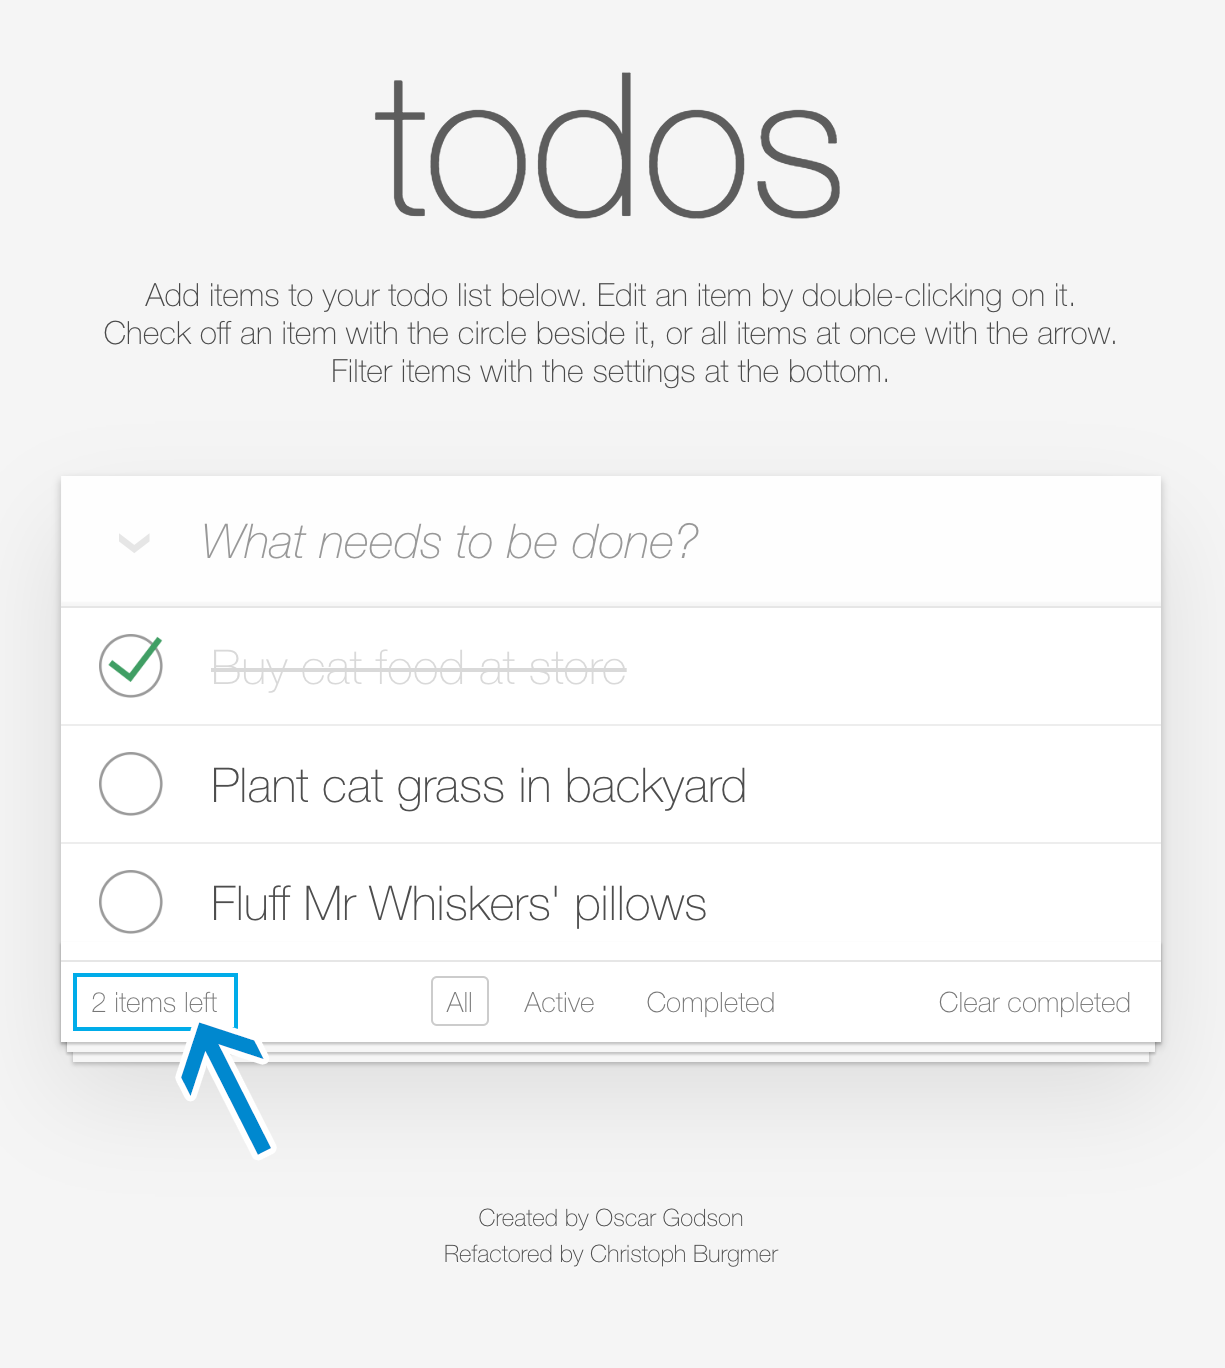 todos
Add items to your todo list below. Edit an item by double-clicking on it.
Check off an item with the circle beside it, or all items at once with the arrow.
Filter items with the settings at the bottom.
What needs to be done?
Buy cat food at store
Plant cat grass in backyard
Fluff Mr Whiskers' pillows
2 items left All Active Completed Clear completed
Created by Oscar Godson
Refactored by Christoph Burgmer